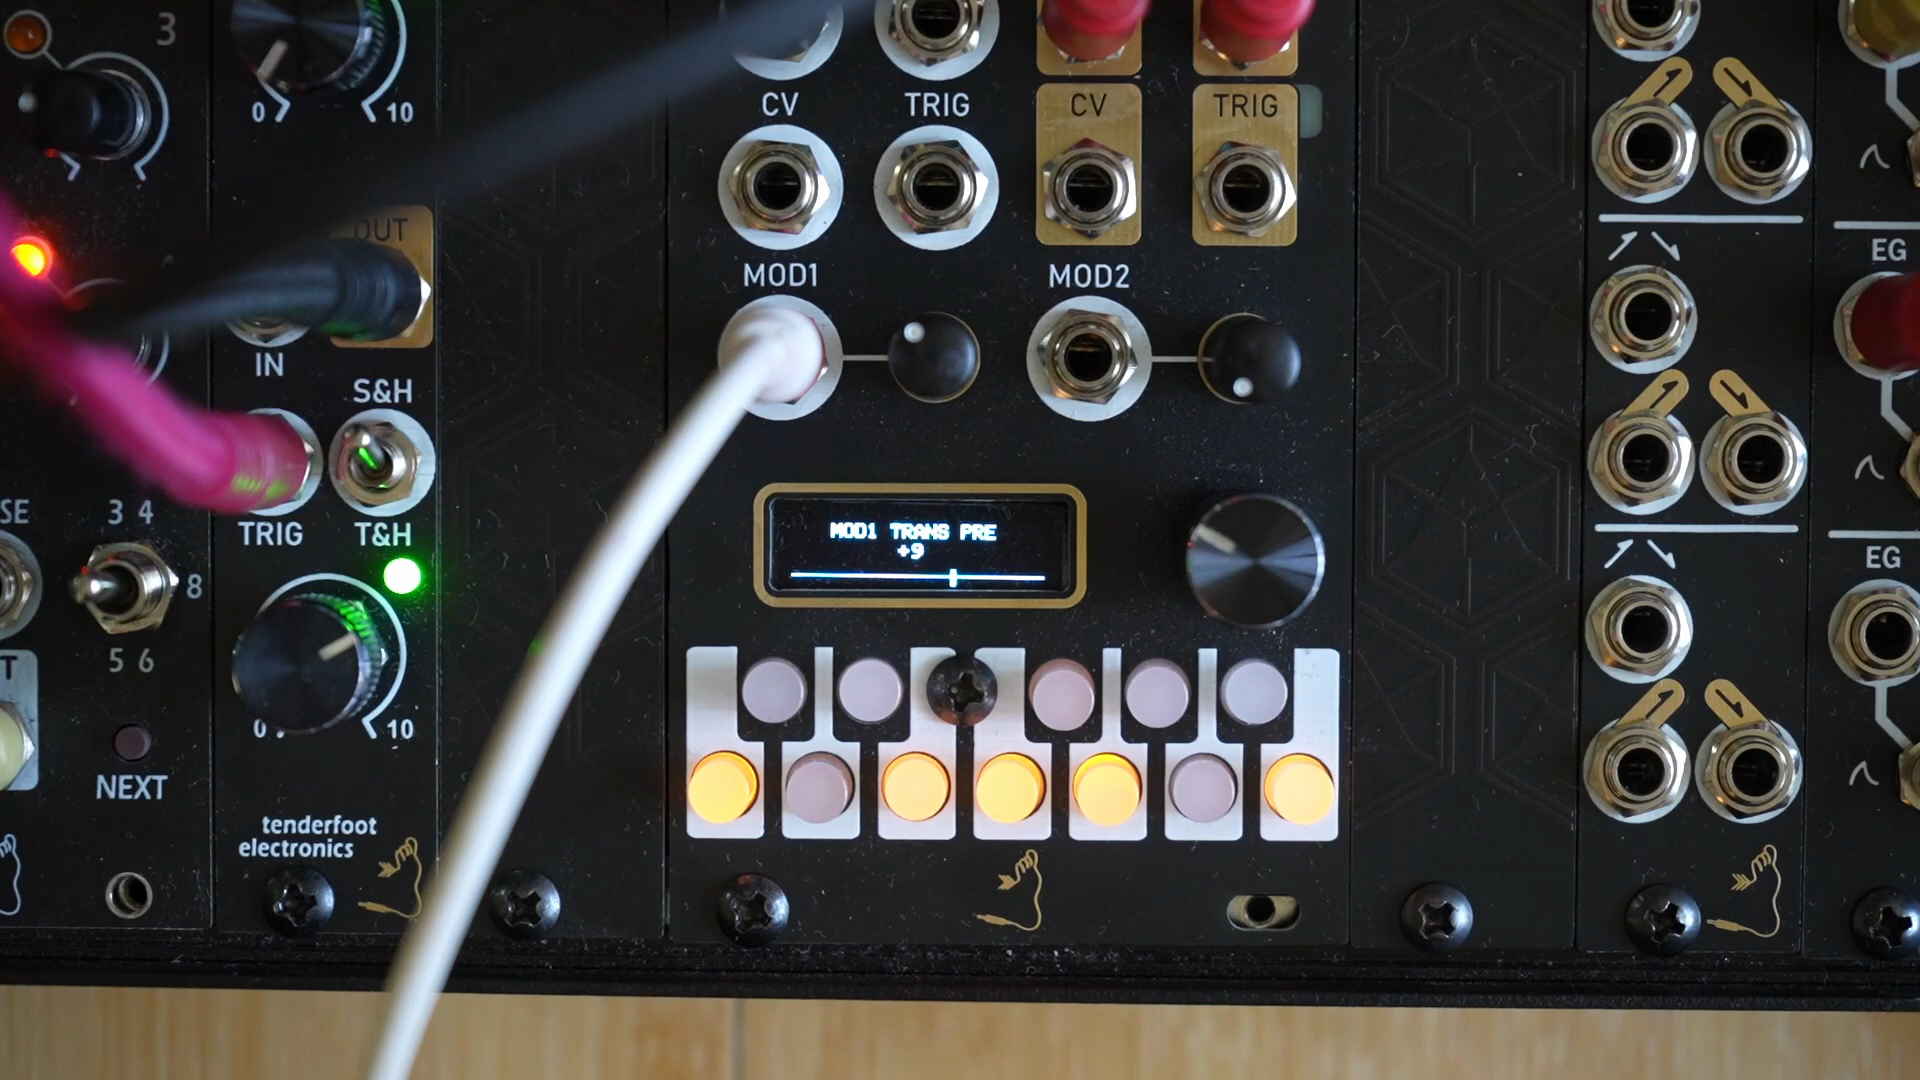 3
0 10
CV TRIG CV TRIG
OUT
MOD1 MOD2
EG
IN
S&H
SE
3 4
TRIG T&H
MOD1 TRANS PRE
+9
EG
8
5 6
T
0 10
NEXT
tenderfoot
electronics